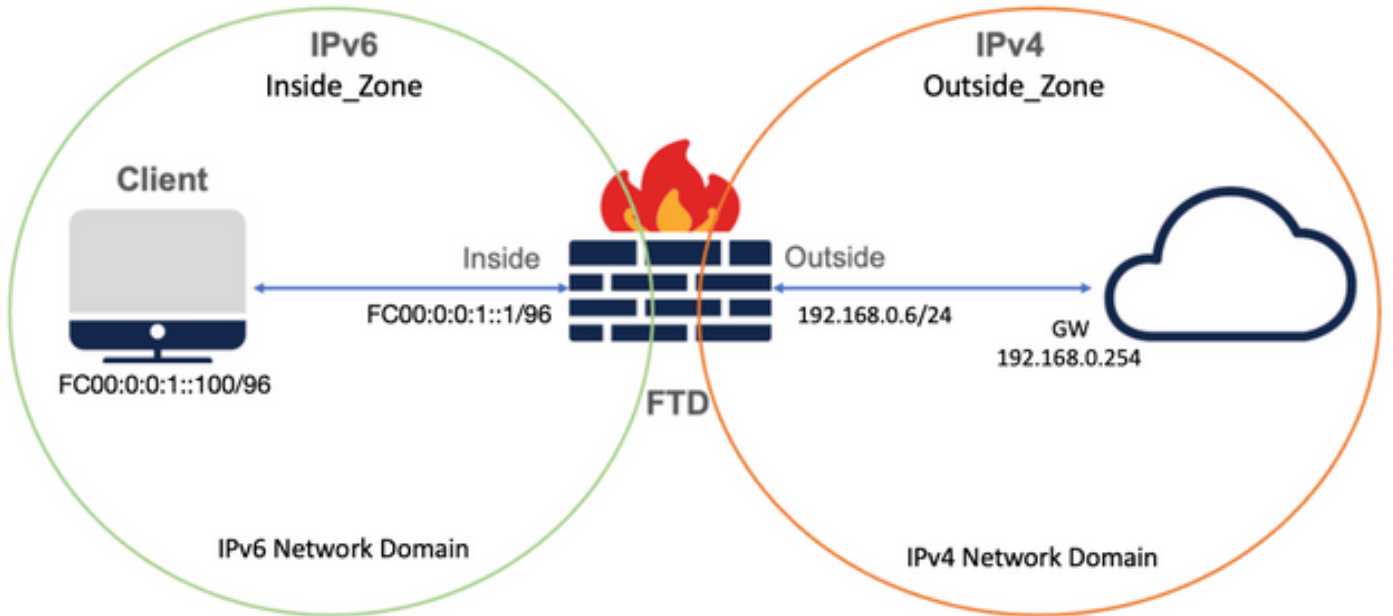 IPv6
Inside_Zone
IPv4
Outside_Zone
Client
Inside
Outside
FC00:0:0:1::1/96
192.168.0.6/24
GW
192.168.0.254
FC00:0:0:1::100/96
FTD
IPv6 Network Domain
IPv4 Network Domain